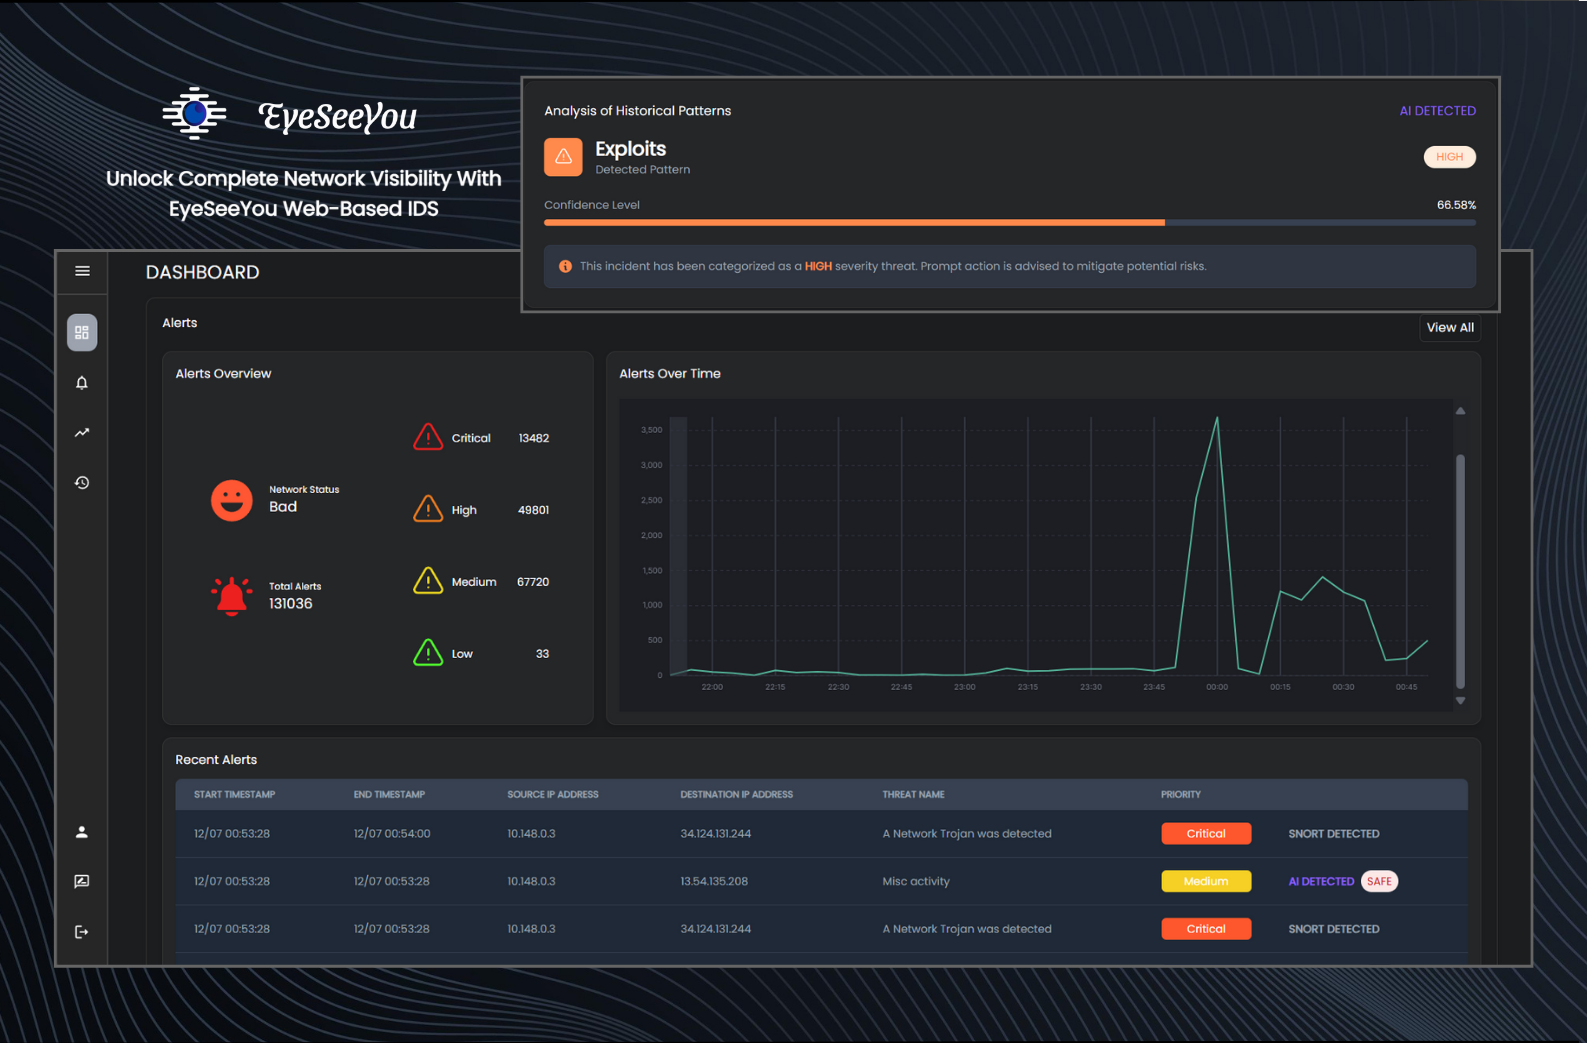 EyeSeeYou
Unlock Complete Network Visibility With
EyeSeeYou Web-Based IDS
Analysis of Historical Patterns
AI DETECTED
Exploits
Detected Pattern
HIGH
Confidence Level
66.58%
This incident has been categorized as a HIGH severity threat. Prompt action is advised to mitigate potential risks.
DASHBOARD
Alerts
View All
Alerts Overview
Network Status
Bad
Total Alerts
131036
Critical 13482
High 49801
Medium 67720
Low 33
Alerts Over Time
3,500
3,000
2,500
2,000
1,500
1,000
500
0
22:00 22:15 22:30 22:45 23:00 23:15 23:30 23:45 00:00 00:15 00:30 00:45
Recent Alerts
START TIMESTAMP END TIMESTAMP SOURCE IP ADDRESS DESTINATION IP ADDRESS THREAT NAME PRIORITY
12/07 00:53:28 12/07 00:54:00 10.148.0.3 34.124.131.244 A Network Trojan was detected Critical SNORT DETECTED
12/07 00:53:28 12/07 00:53:28 10.148.0.3 13.54.135.208 Misc activity Medium AI DETECTED SAFE
12/07 00:53:28 12/07 00:53:28 10.148.0.3 34.124.131.244 A Network Trojan was detected Critical SNORT DETECTED